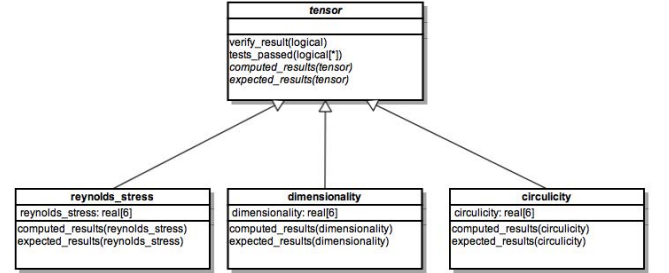 tensor
verify_result(logical)
tests_passed(logical[*])
computed_results(tensor)
expected_results(tensor)
reynolds_stress
reynolds_stress: real[6]
computed_results(reynolds_stress)
expected_results(reynolds_stress)
dimensionality
dimensionality: real[6]
computed_results(dimensionality)
expected_results(dimensionality)
circulicity
circulicity: real[6]
computed_results(circulicity)
expected_results(circulicity)